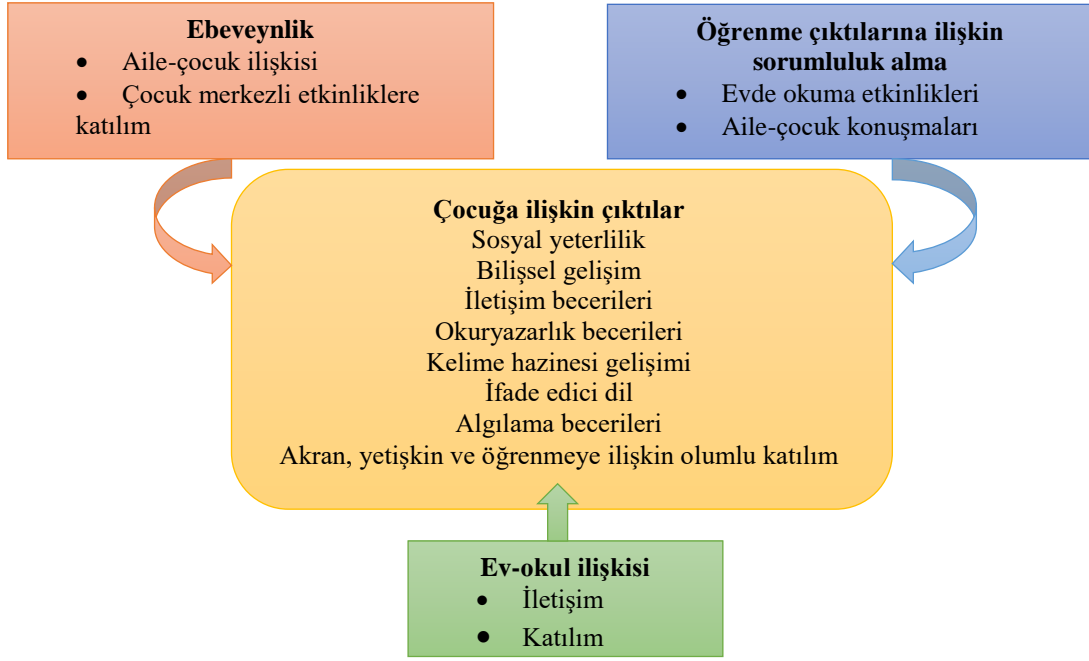 Ebeveynlik
• Aile-çocuk ilişkisi
• Çocuk merkezli etkinliklere
katılım
Öğrenme çıktılarına ilişkin
sorumluluk alma
• Evde okuma etkinlikleri
• Aile-çocuk konuşmaları
Çocuğa ilişkin çıktılar
Sosyal yeterlilik
Bilişsel gelişim
İletişim becerileri
Okuryazarlık becerileri
Kelime hazinesi gelişimi
İfade edici dil
Algılama becerileri
Akran, yetişkin ve öğrenmeye ilişkin olumlu katılım
Ev-okul ilişkisi
• İletişim
• Katılım